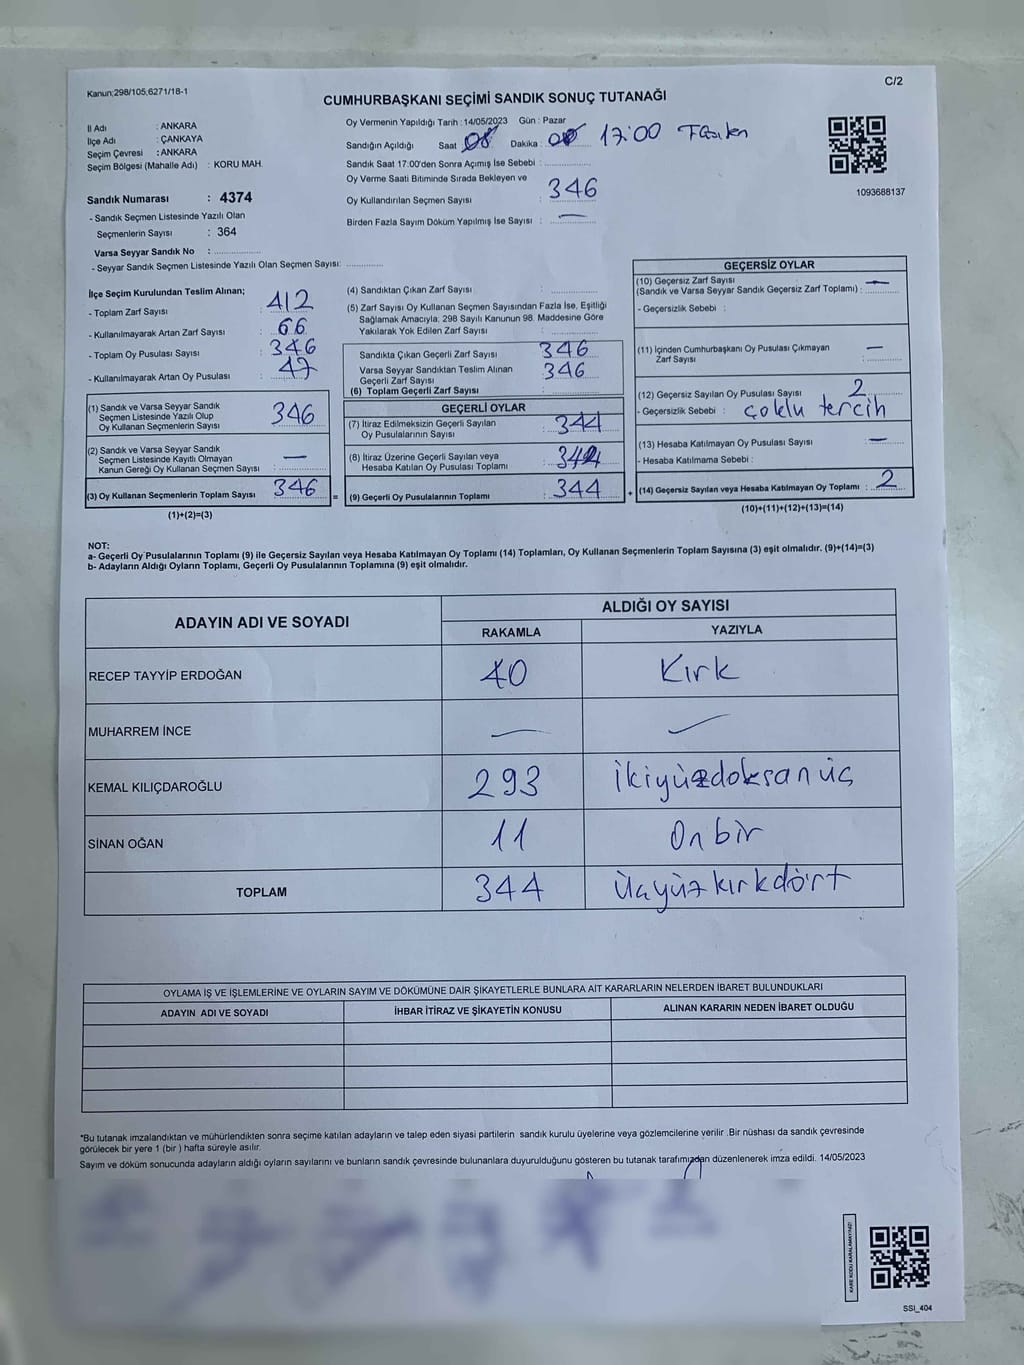 Kanun;298/105,6271/18-1
C/2
CUMHURBAŞKANI SEÇİMİ SANDIK SONUÇ TUTANAĞI
İl Adı : ANKARA
İlçe Adı : ÇANKAYA
Seçim Çevresi : ANKARA
Seçim Bölgesi (Mahalle Adı) : KORU MAH.
Oy Vermenin Yapıldığı Tarih : 14/05/2023 Gün : Pazar
Sandığın Açıldığı Saat 08 Dakika : 00 17:00
Sandık Saat 17.00'den Sonra Açımış İse Sebebi :
Oy Verme Saati Bitiminde Sırada Bekleyen ve
Oy Kullandırılan Seçmen Sayısı : 346
Birden Fazla Sayım Döküm Yapılmış İse Sayısı : —
1093688137
Sandık Numarası : 4374
- Sandık Seçmen Listesinde Yazılı Olan
Seçmenlerin Sayısı : 364
Varsa Seyyar Sandık No :
- Seyyar Sandık Seçmen Listesinde Yazılı Olan Seçmen Sayısı:
İlçe Seçim Kurulundan Teslim Alınan;
- Toplam Zarf Sayısı : 412
- Kullanılmayarak Artan Zarf Sayısı : 66
- Toplam Oy Pusulası Sayısı : 346
- Kullanılmayarak Artan Oy Pusulası : 47
(1) Sandık ve Varsa Seyyar Sandık
Seçmen Listesinde Yazılı Olup
Oy Kullanan Seçmenlerin Sayısı : 346
(2) Sandık ve Varsa Seyyar Sandık
Seçmen Listesinde Kayıtlı Olmayan
Kanun Gereği Oy Kullanan Seçmen Sayısı : —
(3) Oy Kullanan Seçmenlerin Toplam Sayısı : 346
(1)+(2)=(3)
(4) Sandıktan Çıkan Zarf Sayısı :
(5) Zarf Sayısı Oy Kullanan Seçmen Sayısından Fazla İse, Eşitliği
Sağlamak Amacıyla, 298 Sayılı Kanunun 98. Maddesine Göre
Yakılarak Yok Edilen Zarf Sayısı :
Sandıkta Çıkan Geçerli Zarf Sayısı : 346
Varsa Seyyar Sandıktan Teslim Alınan
Geçerli Zarf Sayısı : 346
(6) Toplam Geçerli Zarf Sayısı :
GEÇERLİ OYLAR
(7) İtiraz Edilmeksizin Geçerli Sayılan
Oy Pusulalarının Sayısı : 344
(8) İtiraz Üzerine Geçerli Sayılan veya
Hesaba Katılan Oy Pusulası Toplamı :
= (9) Geçerli Oy Pusulalarının Toplamı : 344
GEÇERSİZ OYLAR
(10) Geçersiz Zarf Sayısı
(Sandık ve Varsa Seyyar Sandık Geçersiz Zarf Toplamı) : —
- Geçersizlik Sebebi :
(11) İçinden Cumhurbaşkanı Oy Pusulası Çıkmayan
Zarf Sayısı : —
(12) Geçersiz Sayılan Oy Pusulası Sayısı : 2
- Geçersizlik Sebebi : çoklu tercih
(13) Hesaba Katılmayan Oy Pusulası Sayısı : —
- Hesaba Katılmama Sebebi :
+ (14) Geçersiz Sayılan veya Hesaba Katılmayan Oy Toplamı : 2
(10)+(11)+(12)+(13)=(14)
NOT:
a- Geçerli Oy Pusulalarının Toplamı (9) ile Geçersiz Sayılan veya Hesaba Katılmayan Oy Toplamı (14) Toplamları, Oy Kullanan Seçmenlerin Toplam Sayısına (3) eşit olmalıdır. (9)+(14)=(3)
b- Adayların Aldığı Oyların Toplamı, Geçerli Oy Pusulalarının Toplamına (9) eşit olmalıdır.
ADAYIN ADI VE SOYADI
ALDIĞI OY SAYISI
RAKAMLA YAZIYLA
RECEP TAYYİP ERDOĞAN 40 Kırk
MUHARREM İNCE — —
KEMAL KILIÇDAROĞLU 293 ikiyüzdoksanüç
SİNAN OĞAN 11 Onbir
TOPLAM 344 üçyüzkırkdört
OYLAMA İŞ VE İŞLEMLERİNE VE OYLARIN SAYIM VE DÖKÜMÜNE DAİR ŞİKAYETLERLE BUNLARA AİT KARARLARIN NELERDEN İBARET BULUNDUKLARI
ADAYIN ADI VE SOYADI İHBAR İTİRAZ VE ŞİKAYETİN KONUSU ALINAN KARARIN NEDEN İBARET OLDUĞU
*Bu tutanak imzalandıktan ve mühürlendikten sonra seçime katılan adayların ve talep eden siyasi partilerin sandık kurulu üyelerine veya gözlemcilerine verilir .Bir nüshası da sandık çevresinde
görülecek bir yere 1 (bir ) hafta süreyle asılır.
Sayım ve döküm sonucunda adayların aldığı oyların sayılarını ve bunların sandık çevresinde bulunanlara duyurulduğunu gösteren bu tutanak tarafımızdan düzenlenerek imza edildi. 14/05/2023
KARE KODU KARALAMAYINIZ!
SSI_404